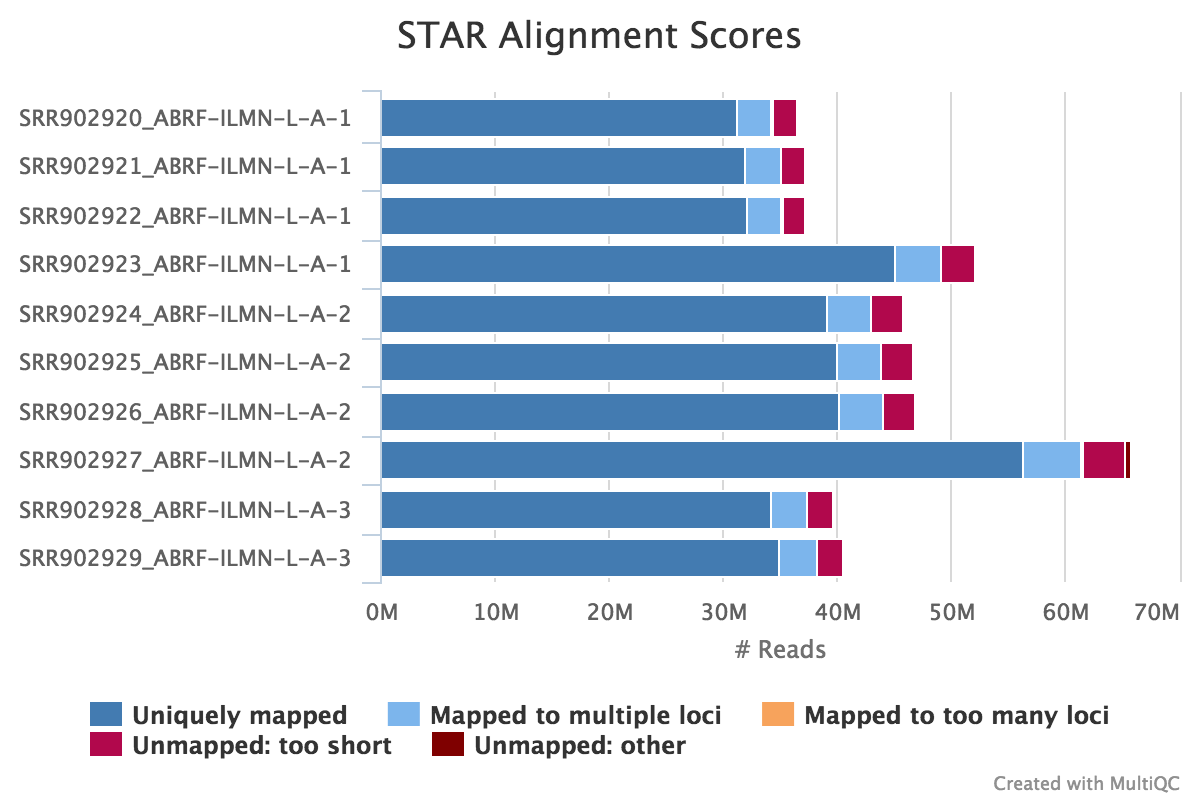 STAR Alignment Scores
SRR902920_ABRF-ILMN-L-A-1
SRR902921_ABRF-ILMN-L-A-1
SRR902922_ABRF-ILMN-L-A-1
SRR902923_ABRF-ILMN-L-A-1
SRR902924_ABRF-ILMN-L-A-2
SRR902925_ABRF-ILMN-L-A-2
SRR902926_ABRF-ILMN-L-A-2
SRR902927_ABRF-ILMN-L-A-2
SRR902928_ABRF-ILMN-L-A-3
SRR902929_ABRF-ILMN-L-A-3
0M 10M 20M 30M 40M 50M 60M 70M
# Reads
Uniquely mapped Mapped to multiple loci Mapped to too many loci
Unmapped: too short Unmapped: other
Created with MultiQC